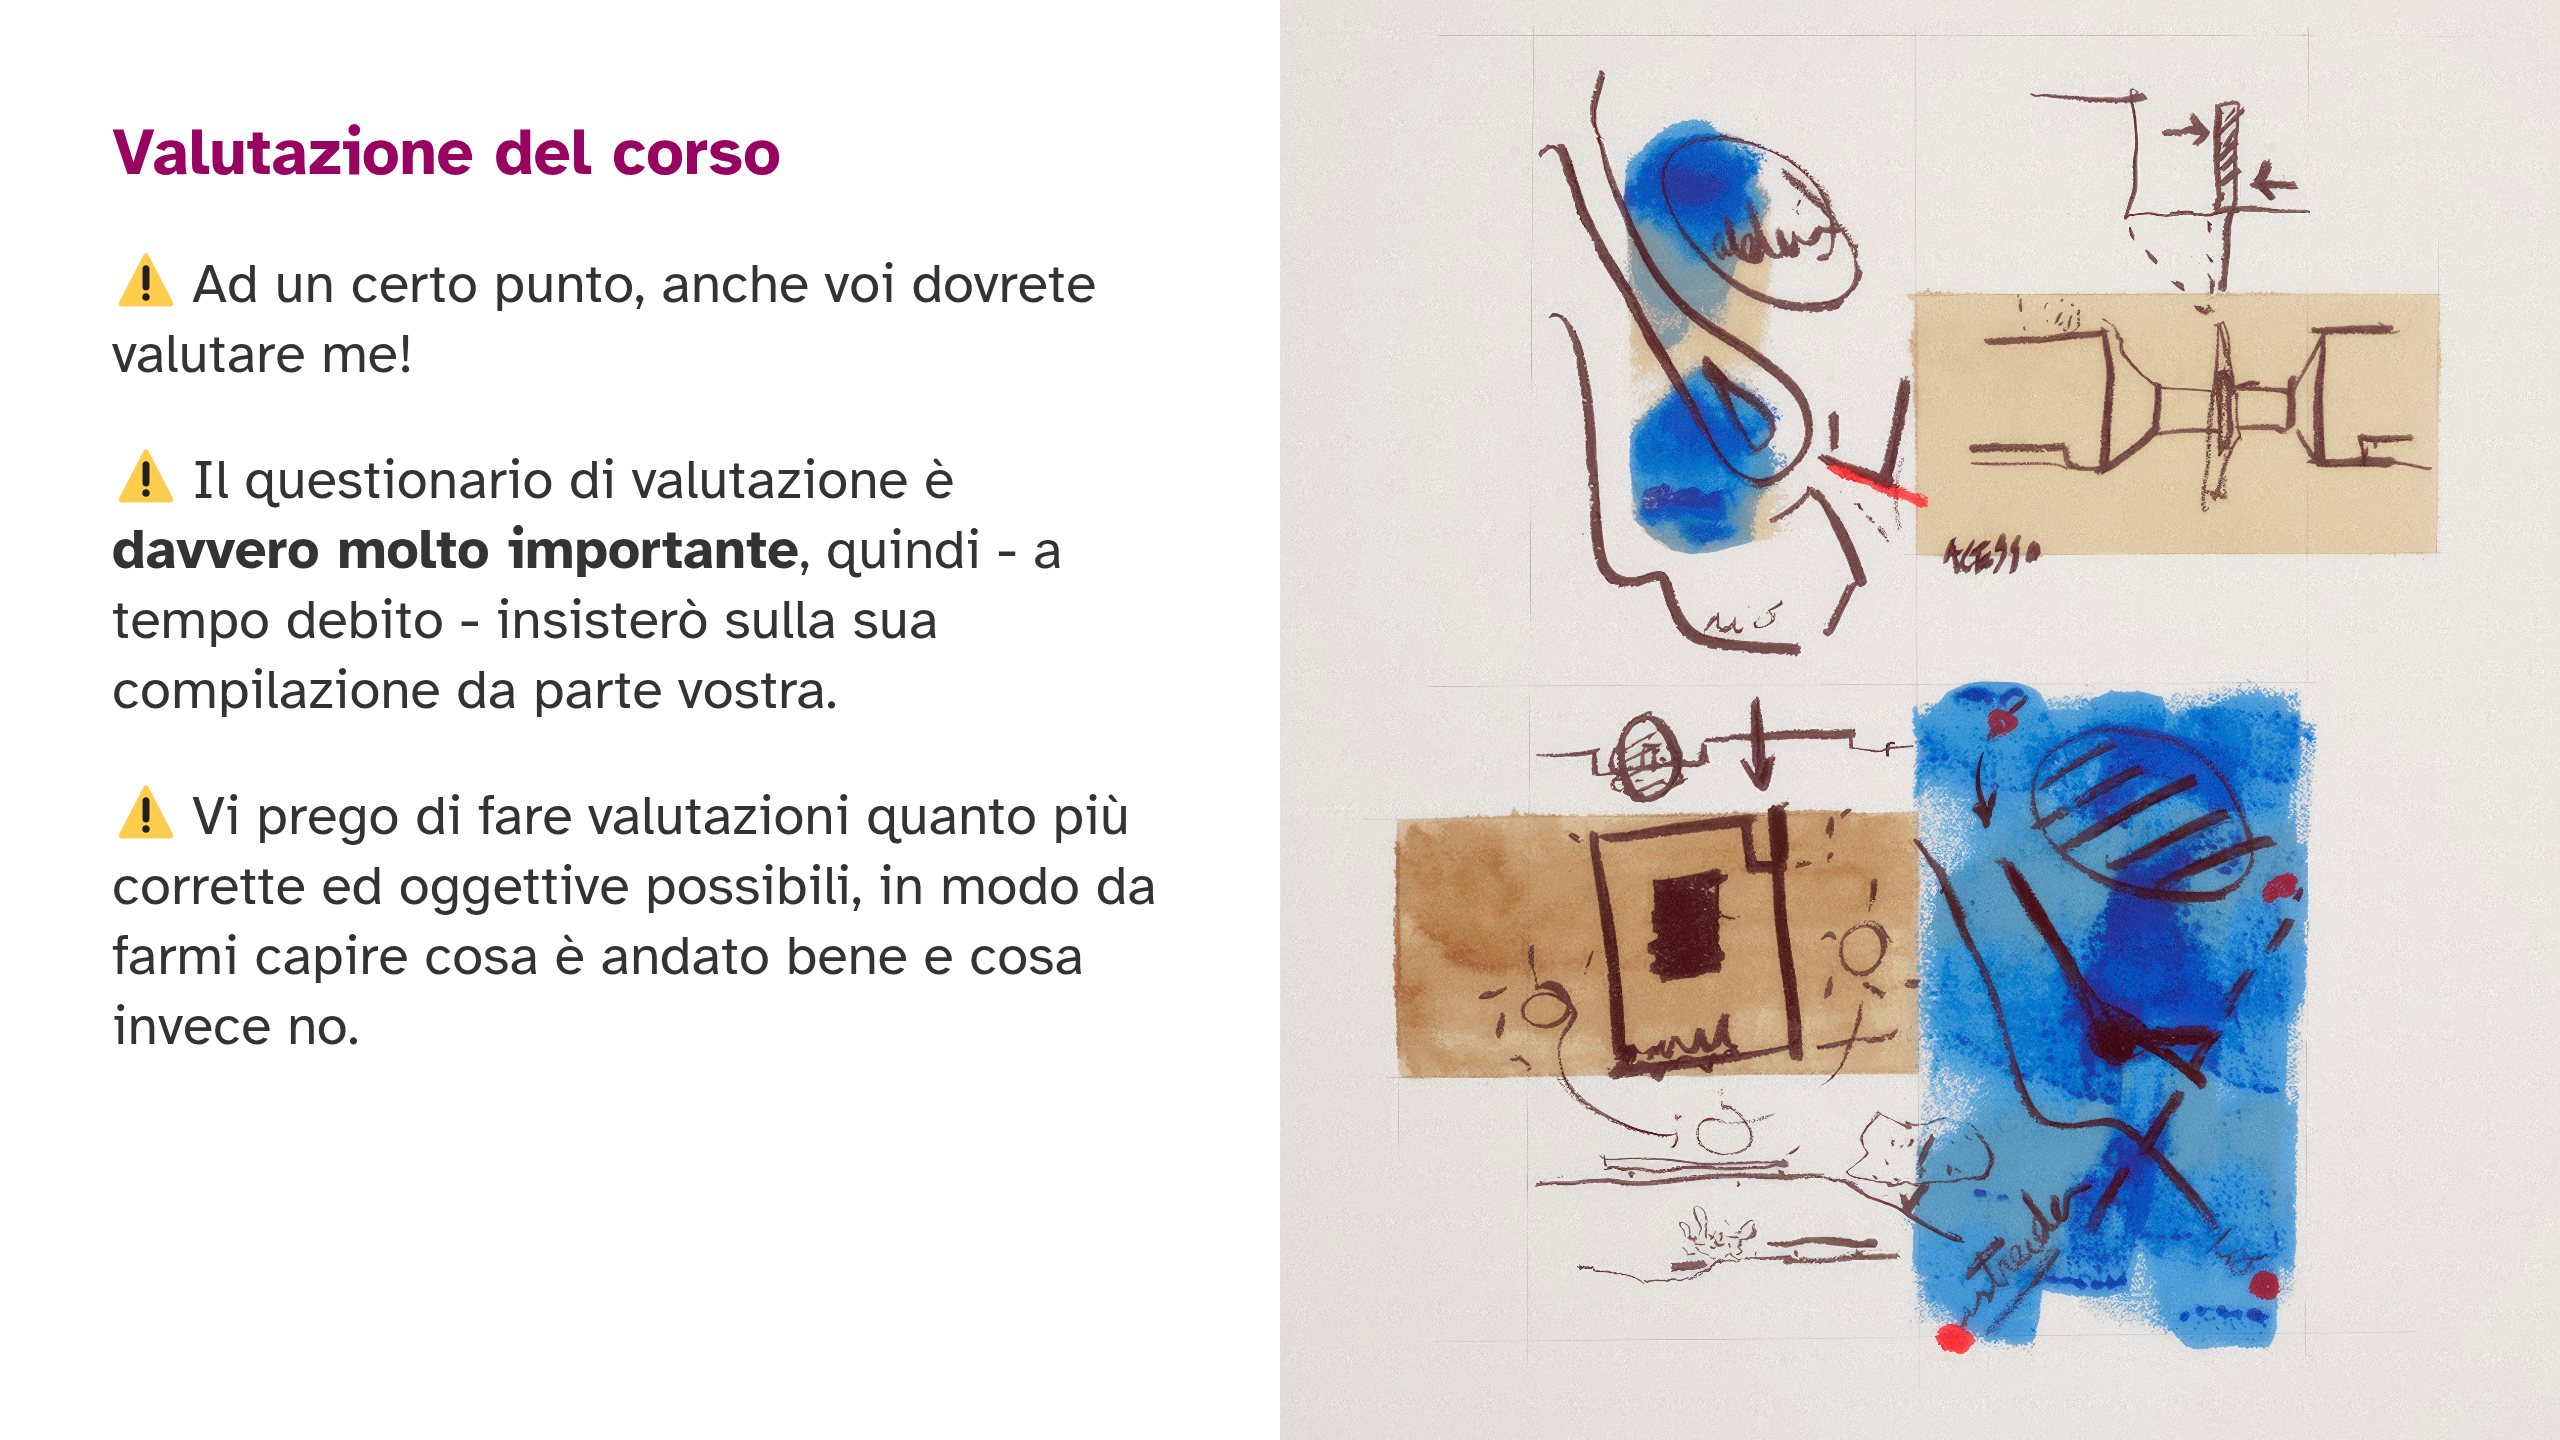 Valutazione del corso
⚠️ Ad un certo punto, anche voi dovrete
valutare me!
⚠️ Il questionario di valutazione è
davvero molto importante, quindi - a
tempo debito - insisterò sulla sua
compilazione da parte vostra.
⚠️ Vi prego di fare valutazioni quanto più
corrette ed oggettive possibili, in modo da
farmi capire cosa è andato bene e cosa
invece no.